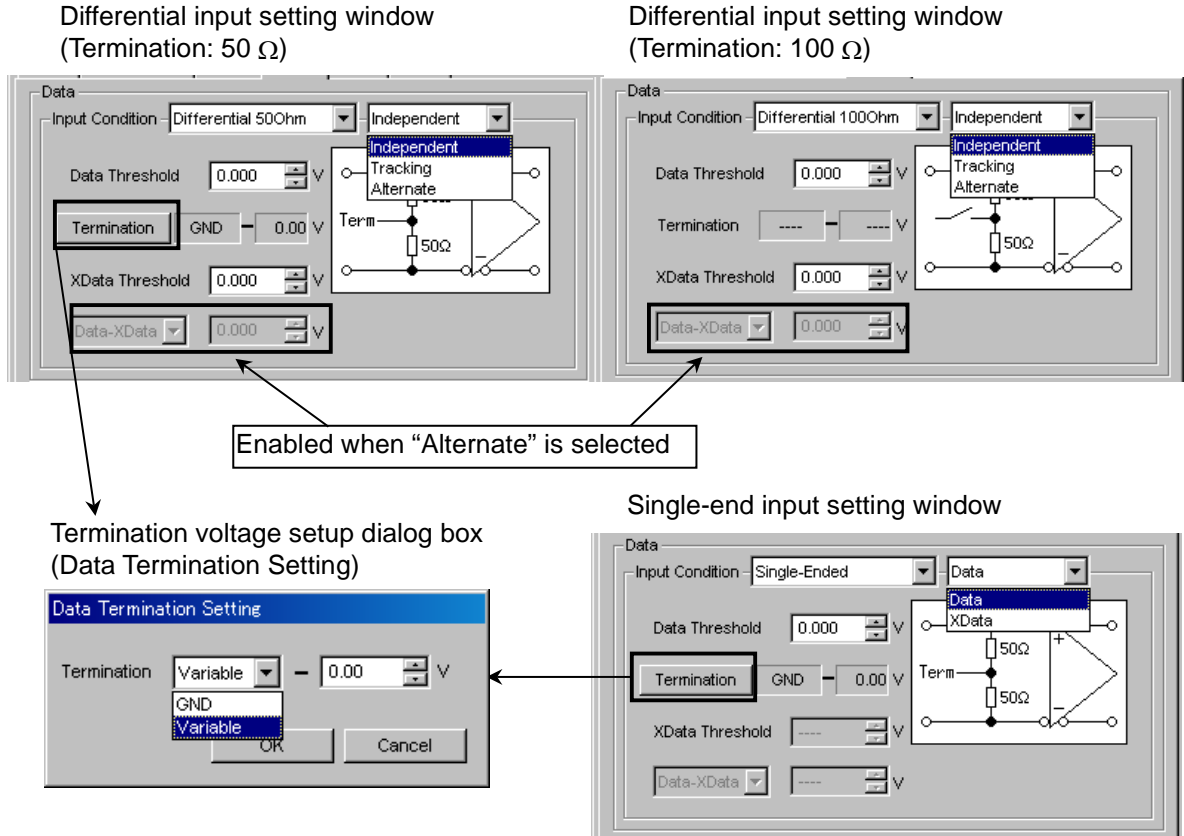 Differential input setting window
(Termination: 50 Ω)
Data
Input Condition
Differential 50Ohm
Independent
Independent
Tracking
Alternate
Data Threshold
0.000
V
Termination
GND
0.00
V
Term
50Ω
XData Threshold
0.000
V
Data-XData
0.000
V
Differential input setting window
(Termination: 100 Ω)
Data
Input Condition
Differential 100Ohm
Independent
Independent
Tracking
Alternate
Data Threshold
0.000
V
Termination
----
----
V
50Ω
XData Threshold
0.000
V
Data-XData
0.000
V
Enabled when “Alternate” is selected
Termination voltage setup dialog box
(Data Termination Setting)
Data Termination Setting
Termination
Variable
0.00
V
GND
Variable
OK
Cancel
Single-end input setting window
Data
Input Condition
Single-Ended
Data
Data
XData
Data Threshold
0.000
V
Termination
GND
0.00
V
Term
50Ω
50Ω
XData Threshold
----
V
Data-XData
----
V